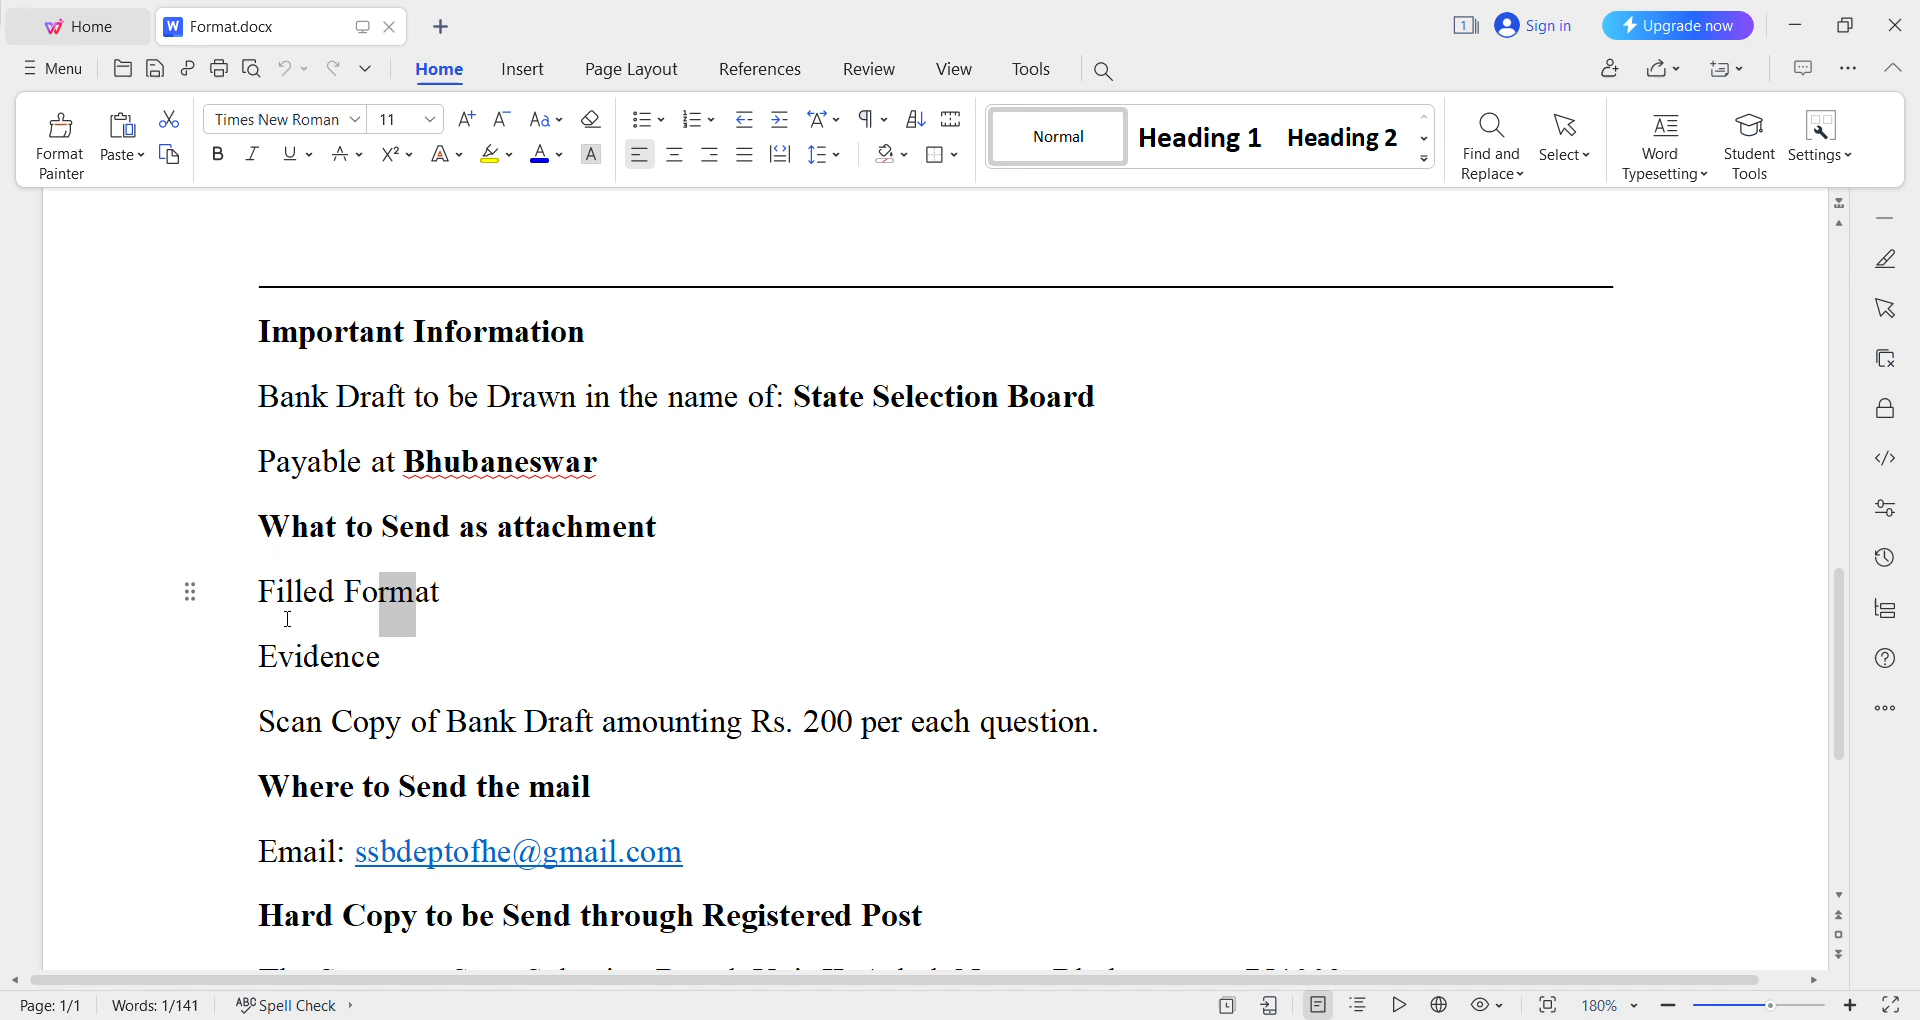 Home
Format.docx
Sign in
Upgrade now
Menu
Home
Insert
Page Layout
References
Review
View
Tools
Format Painter
Paste
Times New Roman
11
Normal
Heading 1
Heading 2
Find and Replace
Select
Word Typesetting
Student Tools
Settings
Important Information
Bank Draft to be Drawn in the name of: State Selection Board
Payable at Bhubaneswar
What to Send as attachment
Filled Format
Evidence
Scan Copy of Bank Draft amounting Rs. 200 per each question.
Where to Send the mail
Email: ssbdeptofhe@gmail.com
Hard Copy to be Send through Registered Post
Page: 1/1
Words: 1/141
Spell Check
180%